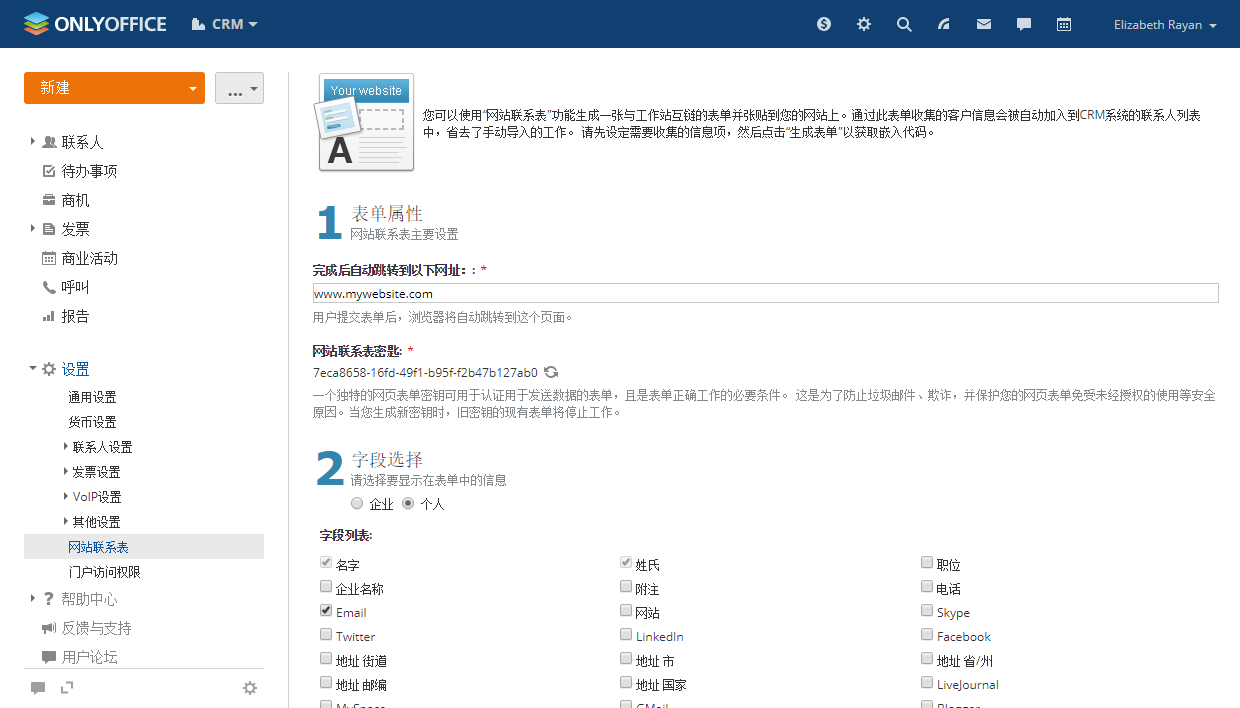 ONLYOFFICE CRM Elizabeth Rayan
新建
...
联系人
待办事项
商机
发票
商业活动
呼叫
报告
设置
通用设置
货币设置
联系人设置
发票设置
VoIP设置
其他设置
网站联系表
门户访问权限
帮助中心
反馈与支持
用户论坛
Your website
A
您可以使用“网站联系表”功能生成一张与工作站互链的表单并张贴到您的网站上。通过此表单收集的客户信息会被自动加入到CRM系统的联系人列表
中，省去了手动导入的工作。 请先设定需要收集的信息项，然后点击“生成表单”以获取嵌入代码。
1 表单属性
网站联系表主要设置
完成后自动跳转到以下网址：: *
www.mywebsite.com
用户提交表单后，浏览器将自动跳转到这个页面。
网站联系表密匙: *
7eca8658-16fd-49f1-b95f-f2b47b127ab0
一个独特的网页表单密钥可用于认证用于发送数据的表单，且是表单正确工作的必要条件。 这是为了防止垃圾邮件、欺诈，并保护您的网页表单免受未经授权的使用等安全
原因。当您生成新密钥时，旧密钥的现有表单将停止工作。
2 字段选择
请选择要显示在表单中的信息
企业 个人
字段列表:
名字 姓氏 职位
企业名称 附注 电话
Email 网站 Skype
Twitter LinkedIn Facebook
地址 街道 地址 市 地址 省/州
地址 邮编 地址 国家 LiveJournal
MySpace GMail Blogger